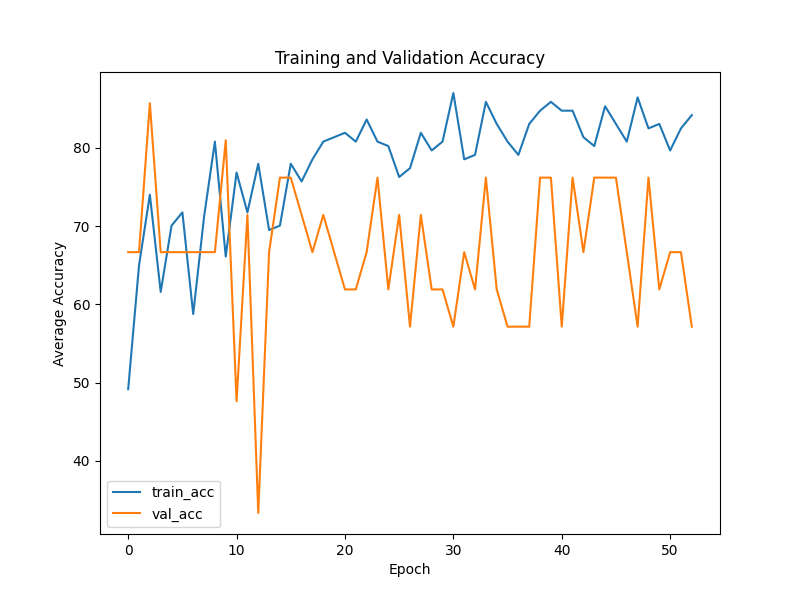 Training and Validation Accuracy
Average Accuracy
80
70
60
50
40
train_acc
val_acc
0 10 20 30 40 50
Epoch